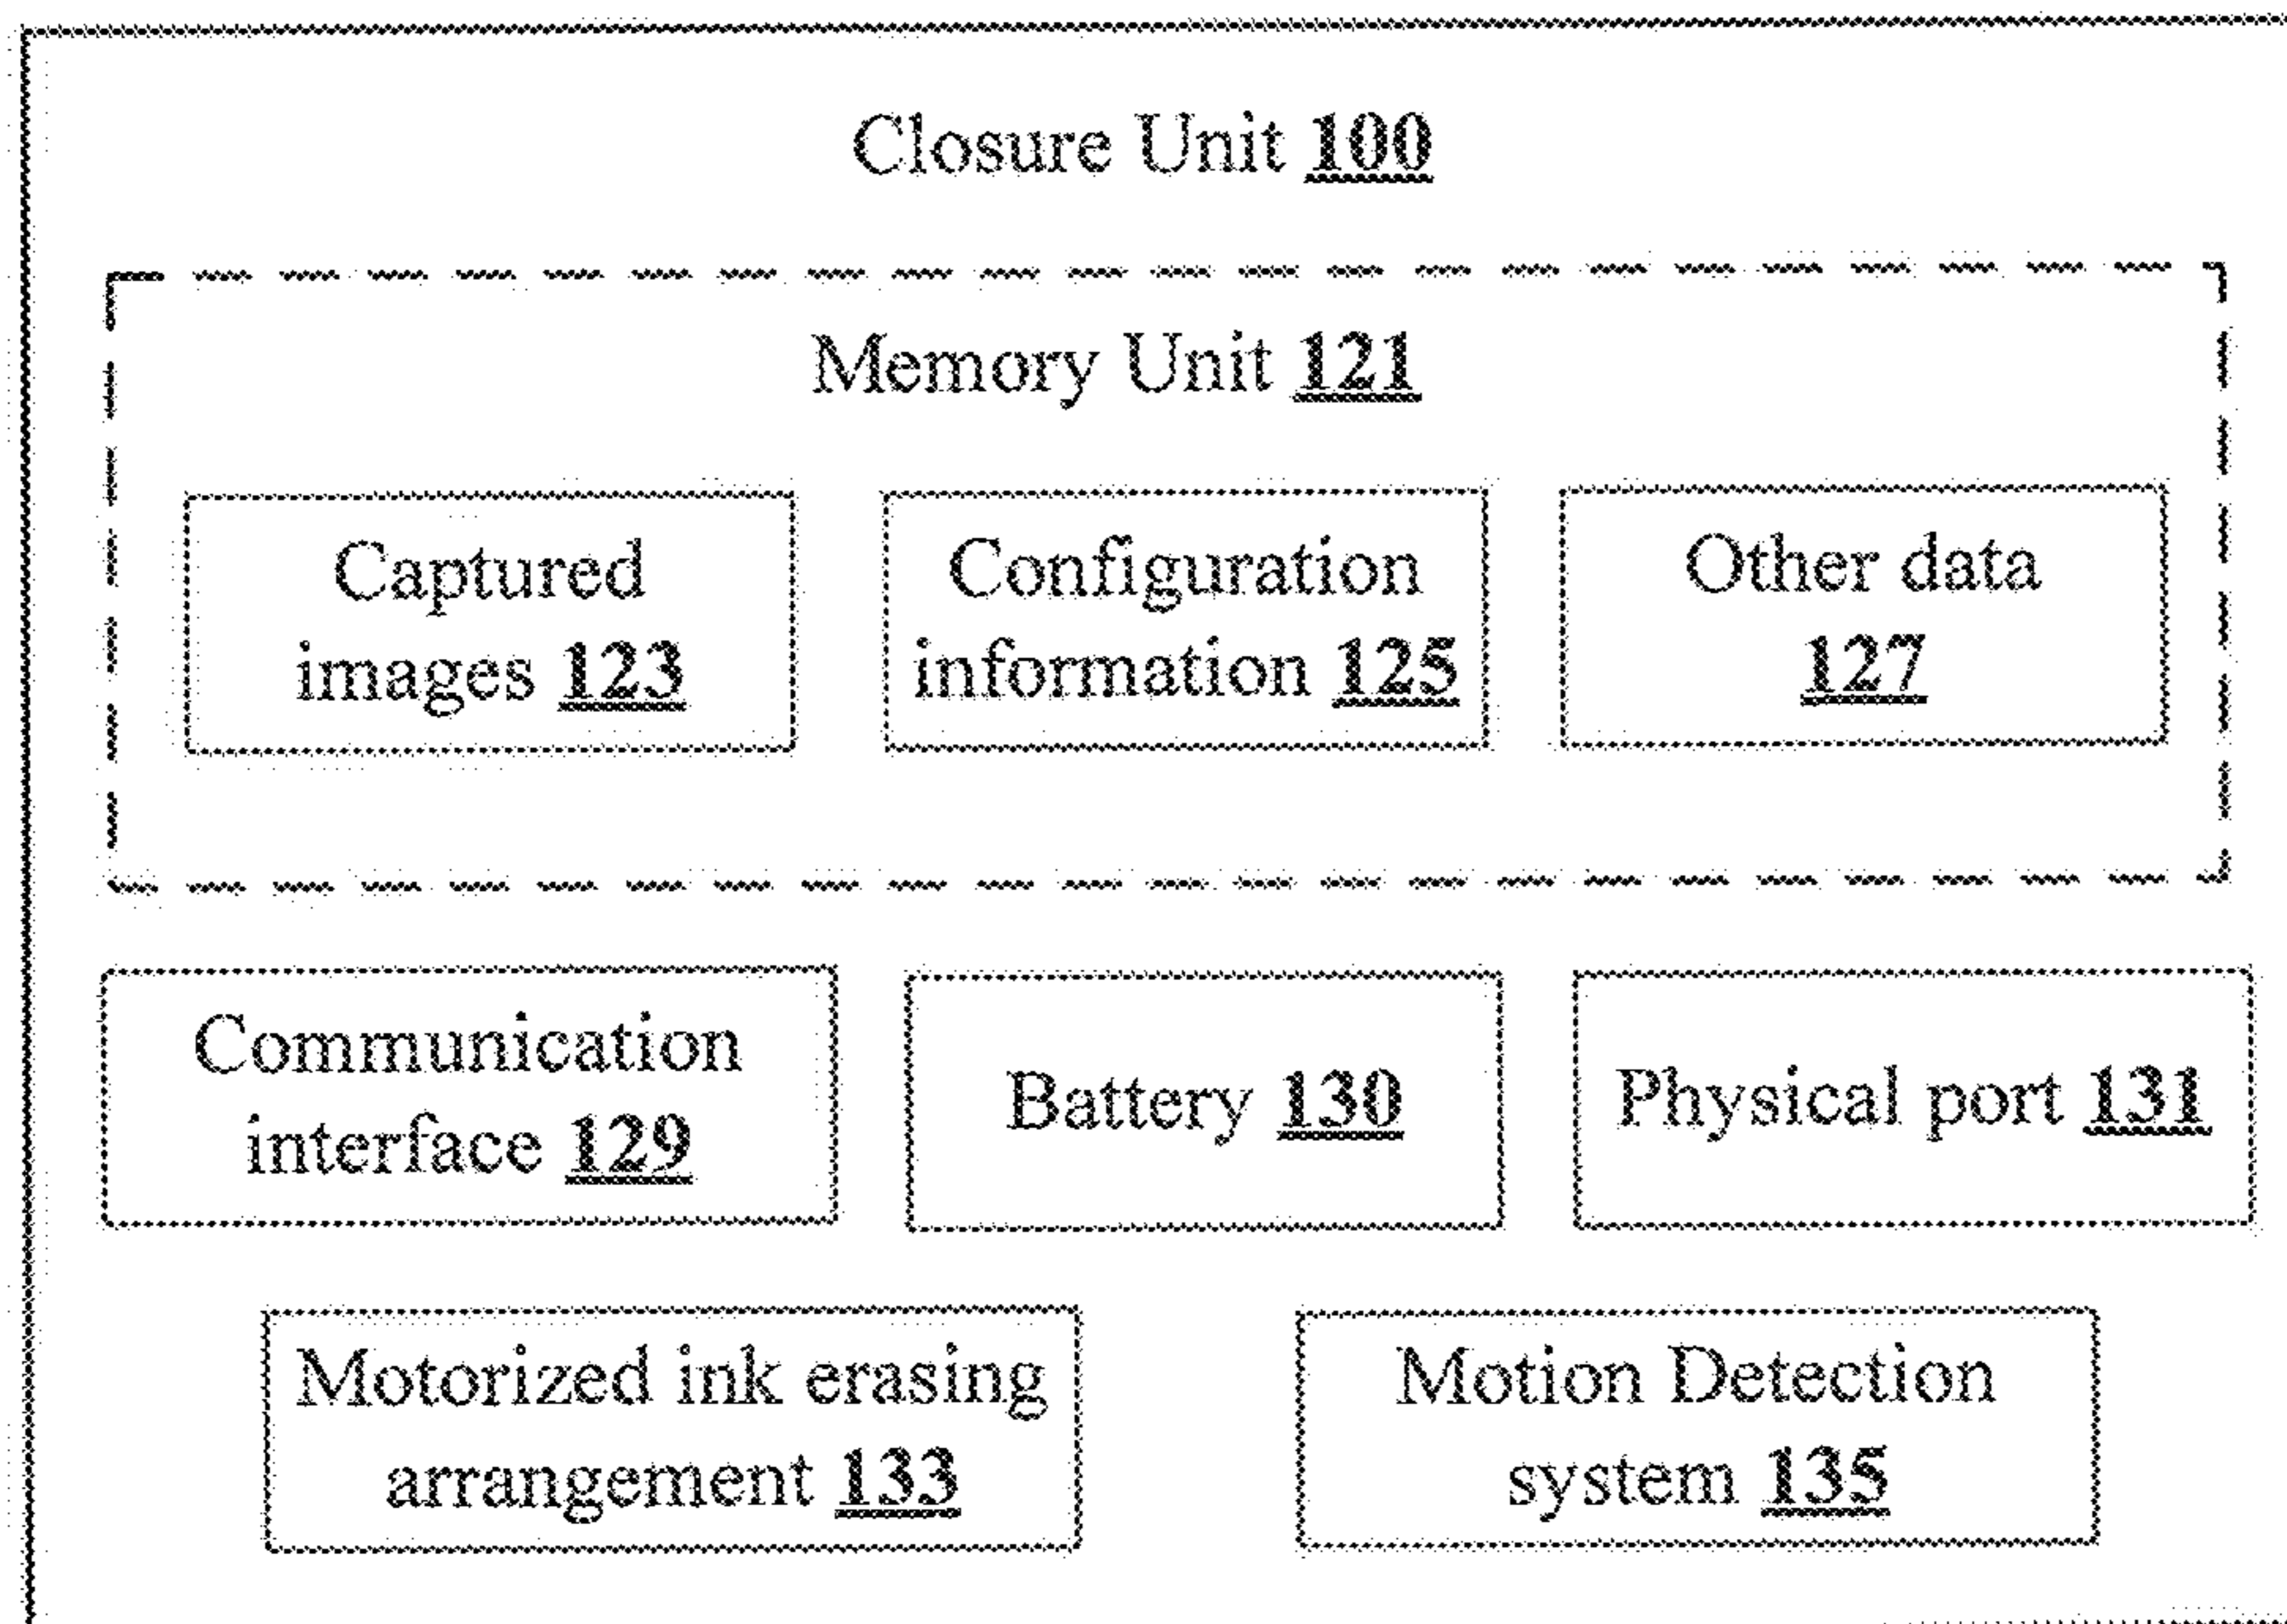 Closure Unit 100
Memory Unit 121
Captured
images 123
Configuration
information 125
Other data
127
Communication
interface 129
Battery 130
Physical port 131
Motorized ink erasing
arrangement 133
Motion Detection
system 135